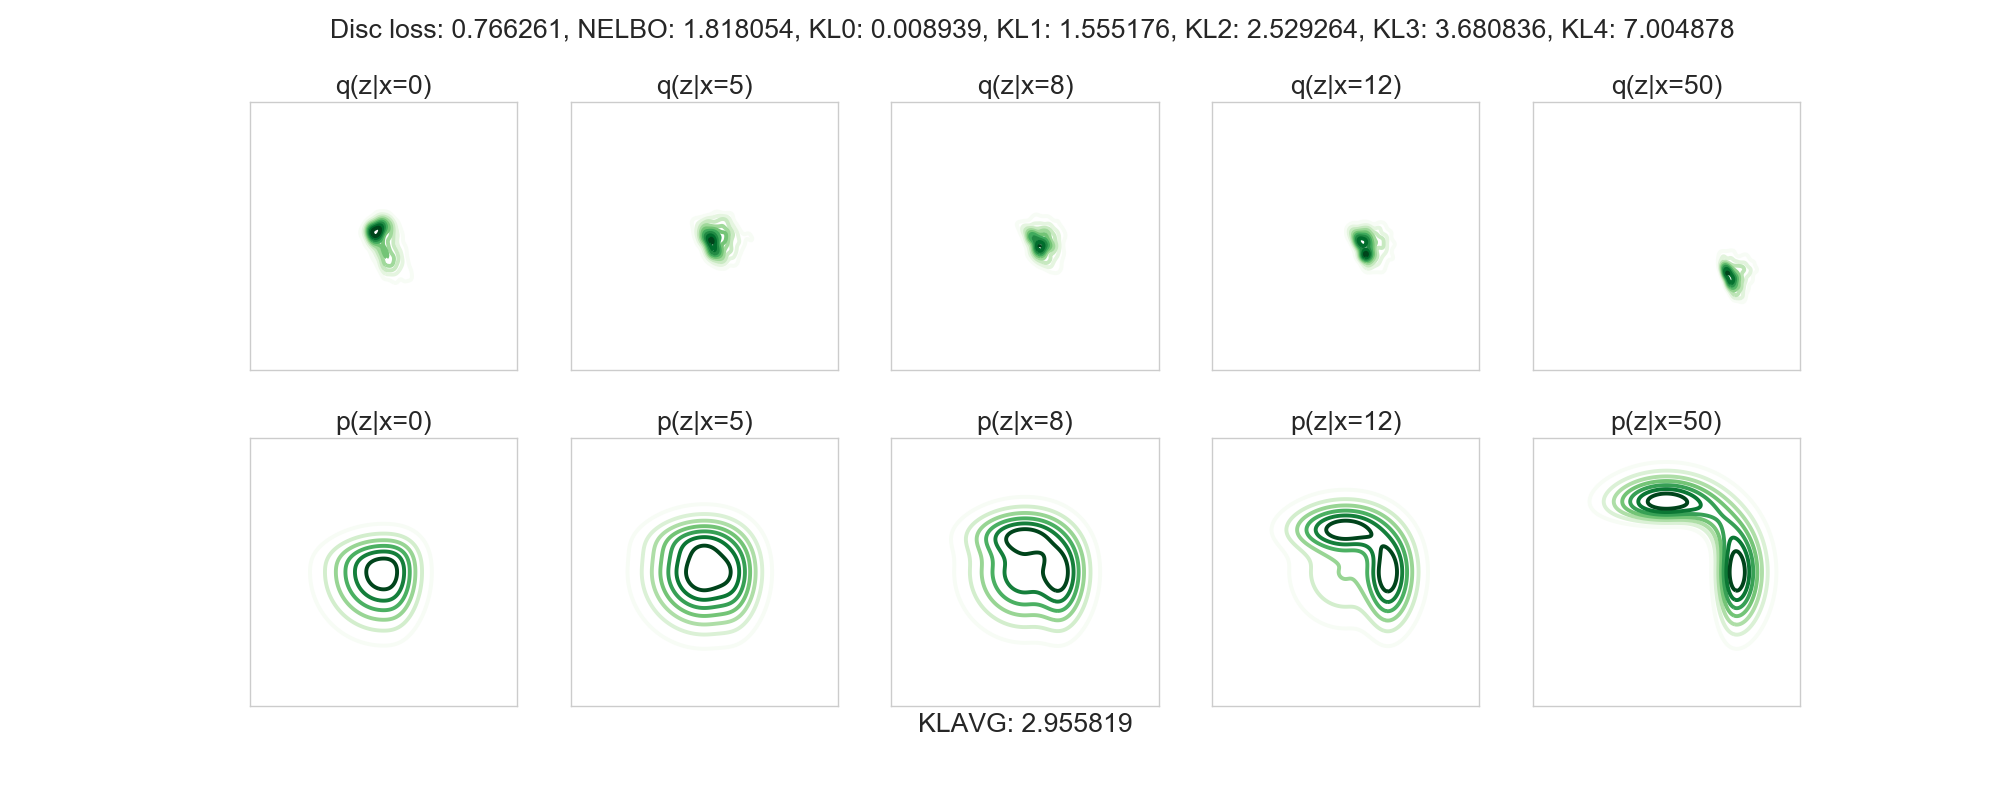 Disc loss: 0.766261, NELBO: 1.818054, KL0: 0.008939, KL1: 1.555176, KL2: 2.529264, KL3: 3.680836, KL4: 7.004878
q(z|x=0) q(z|x=5) q(z|x=8) q(z|x=12) q(z|x=50)
p(z|x=0) p(z|x=5) p(z|x=8) p(z|x=12) p(z|x=50)
KLAVG: 2.955819